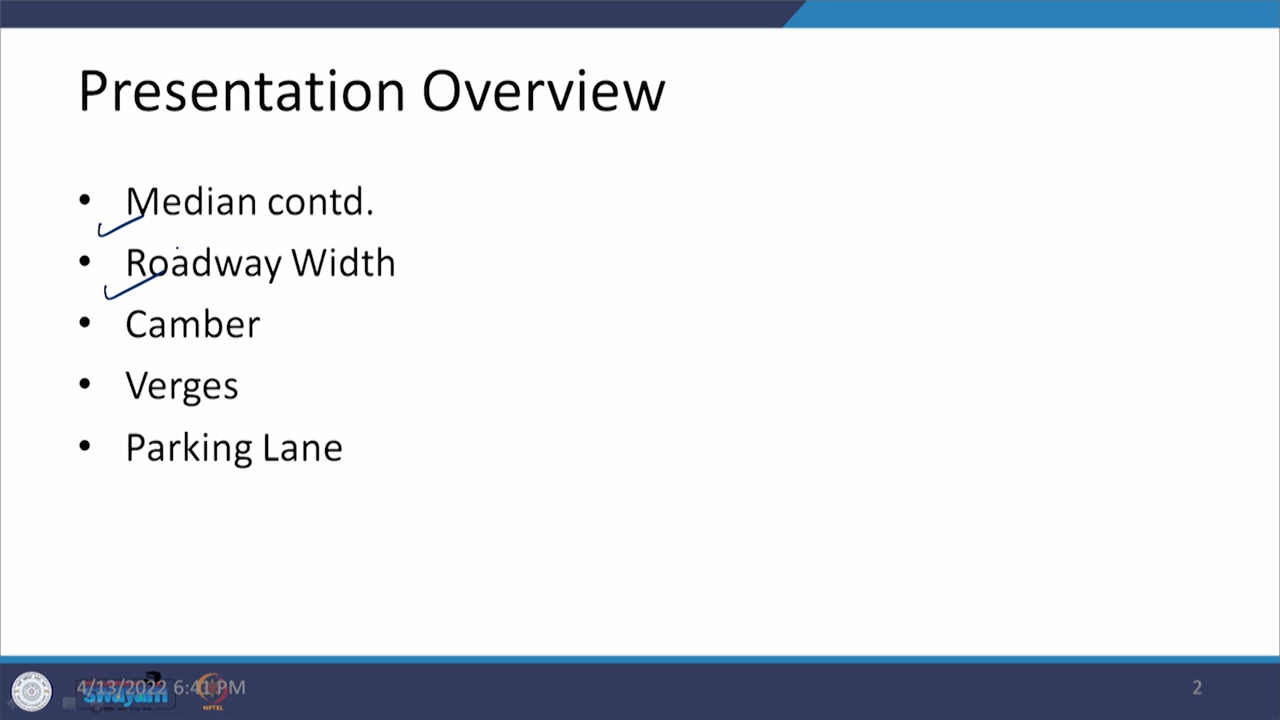 Presentation Overview
• Median contd.
• Roadway Width
• Camber
• Verges
• Parking Lane
4/13/2022 6:41 PM
swayam
NPTEL
2